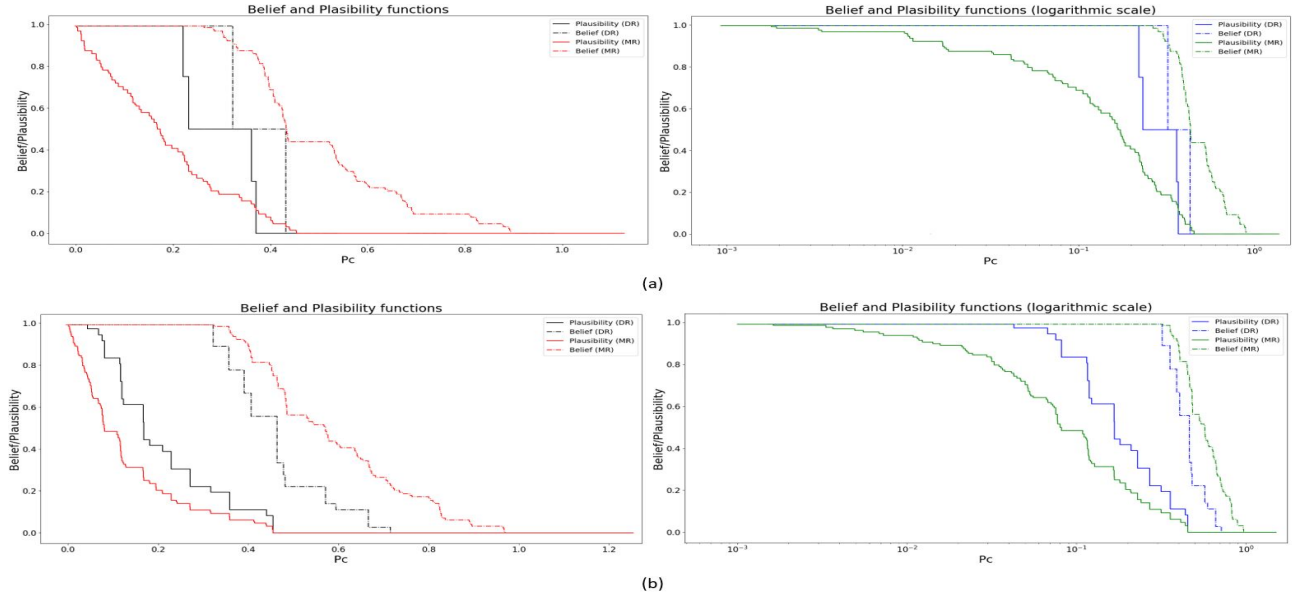 Belief and Plasibility functions
Belief/Plausibility
1.0
0.8
0.6
0.4
0.2
0.0
Plausibility (DR)
Belief (DR)
Plausibility (MR)
Belief (MR)
0.0 0.2 0.4 0.6 0.8 1.0
Pc
Belief and Plasibility functions (logarithmic scale)
Belief/Plausibility
1.0
0.8
0.6
0.4
0.2
0.0
Plausibility (DR)
Belief (DR)
Plausibility (MR)
Belief (MR)
10⁻³ 10⁻² 10⁻¹ 10⁰
Pc
(a)
Belief and Plasibility functions
Belief/Plausibility
1.0
0.8
0.6
0.4
0.2
0.0
Plausibility (DR)
Belief (DR)
Plausibility (MR)
Belief (MR)
0.0 0.2 0.4 0.6 0.8 1.0 1.2
Pc
Belief and Plasibility functions (logarithmic scale)
Belief/Plausibility
1.0
0.8
0.6
0.4
0.2
0.0
Plausibility (DR)
Belief (DR)
Plausibility (MR)
Belief (MR)
10⁻³ 10⁻² 10⁻¹ 10⁰
Pc
(b)